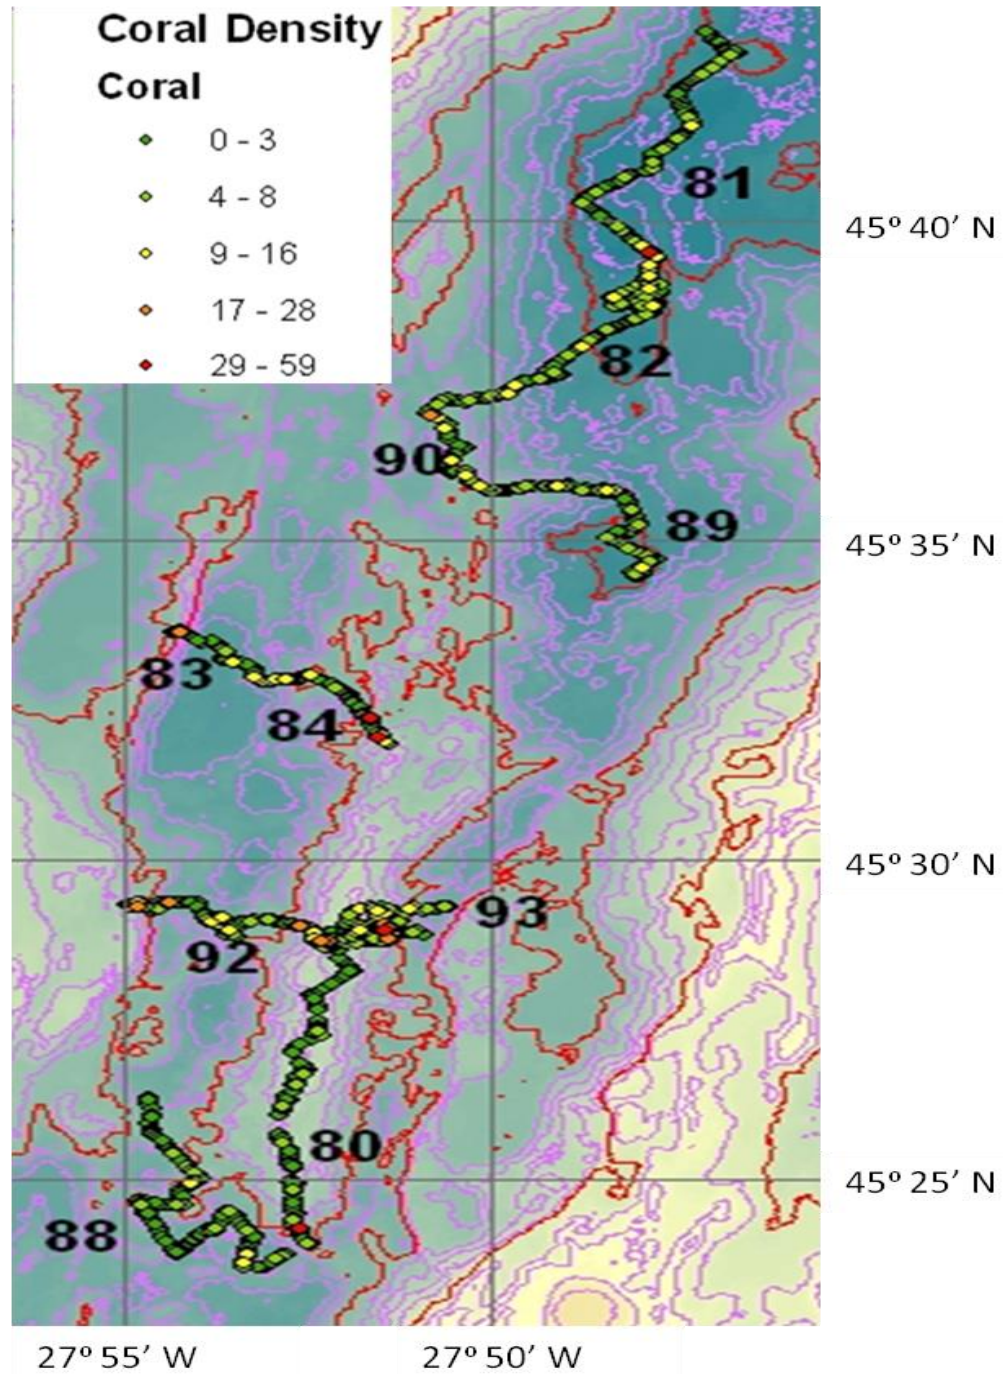 Coral Density
Coral
0 - 3
4 - 8
9 - 16
17 - 28
29 - 59
81
45º 40’ N
82
90
89
45º 35’ N
83
84
45º 30’ N
93
92
80
45º 25’ N
88
27º 55’ W
27º 50’ W